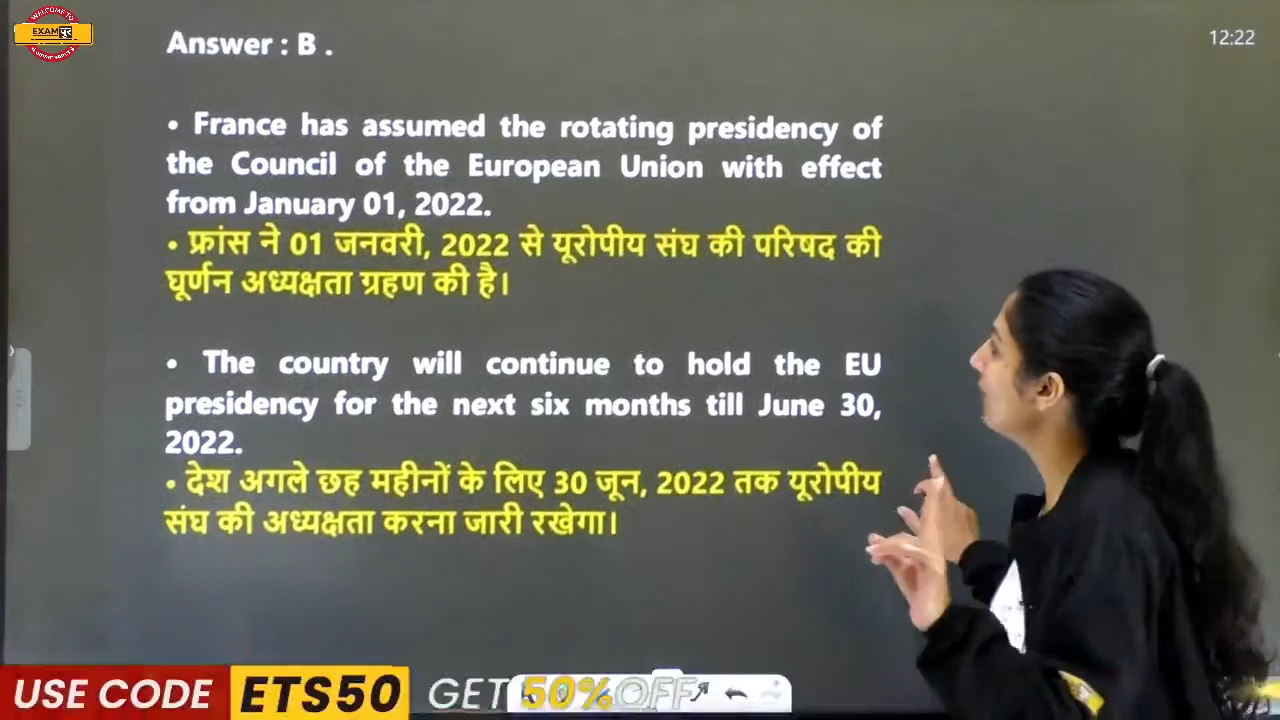 WELCOME TO
EXAM पुर
12:22
Answer : B .
• France has assumed the rotating presidency of
the Council of the European Union with effect
from January 01, 2022.
• फ्रांस ने 01 जनवरी, 2022 से यूरोपीय संघ की परिषद की
घूर्णन अध्यक्षता ग्रहण की है।
• The country will continue to hold the EU
presidency for the next six months till June 30,
2022.
• देश अगले छह महीनों के लिए 30 जून, 2022 तक यूरोपीय
संघ की अध्यक्षता करना जारी रखेगा।
USE CODE ETS50 GET 50% OFF